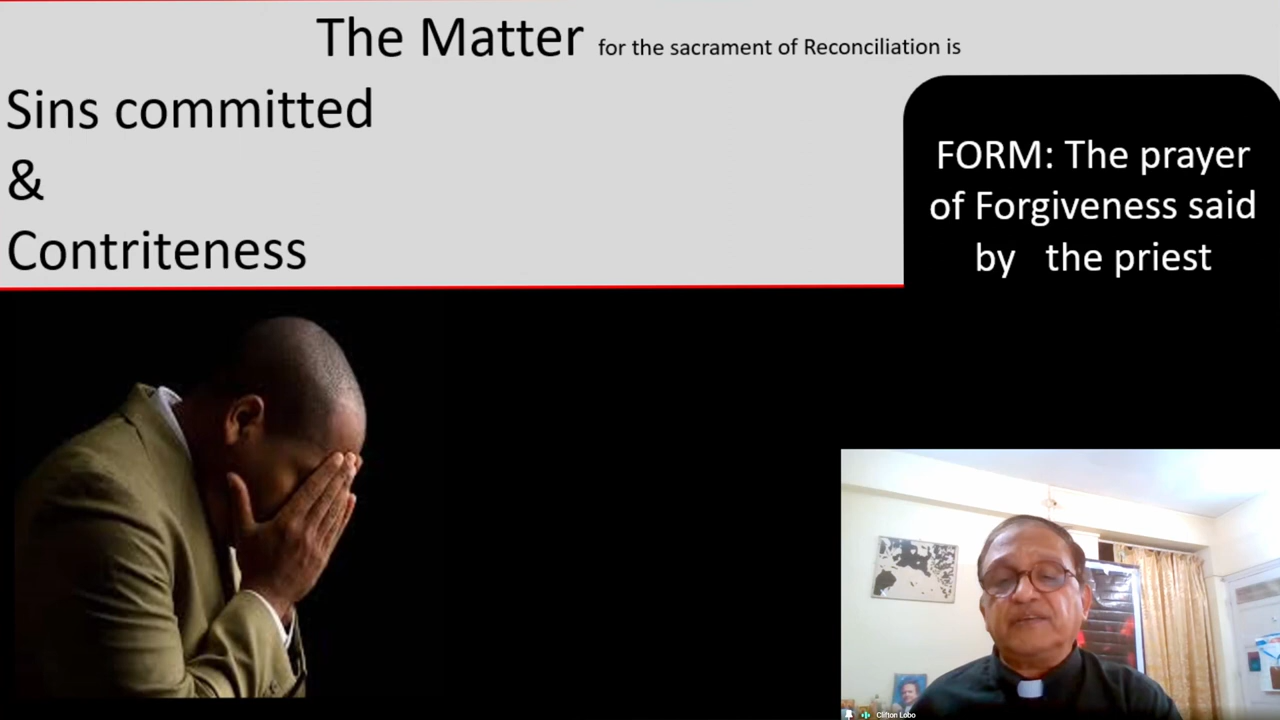 The Matter for the sacrament of Reconciliation is
Sins committed
&
Contriteness
FORM: The prayer
of Forgiveness said
by the priest
Clifton Lobo